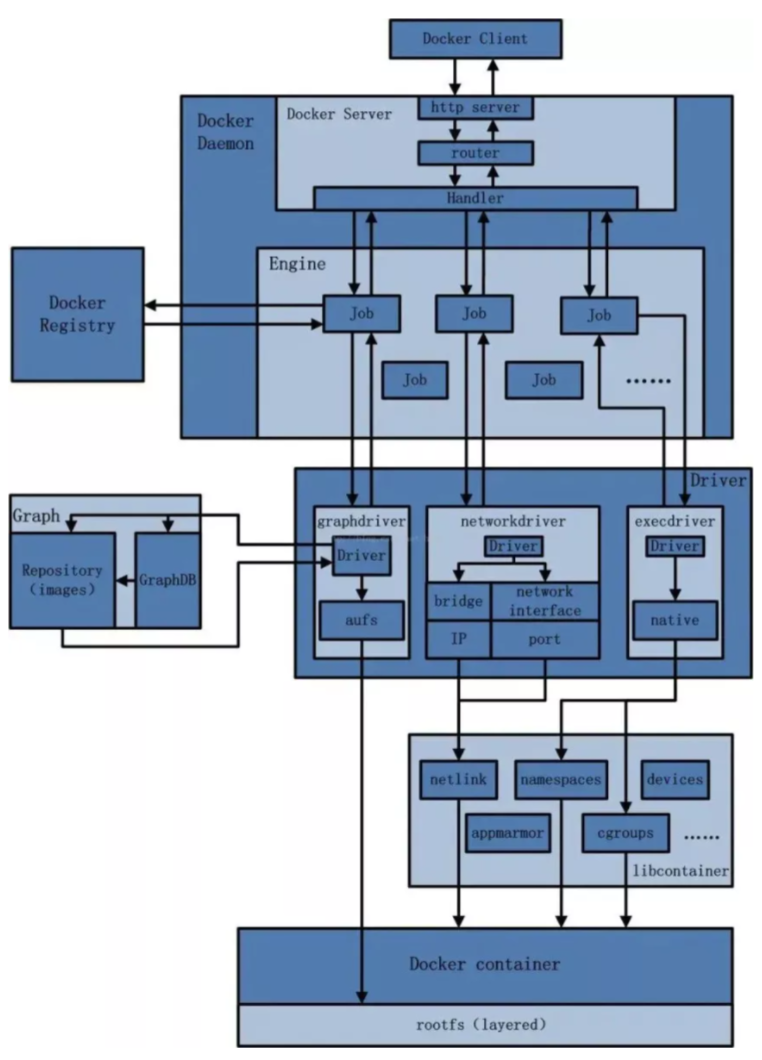 Docker Client
http server
Docker Server
Docker
Daemon
router
Handler
Engine
Docker
Registry
Job
Job
Job
Job
Job
......
Driver
Graph
graphdriver
networkdriver
execdriver
Driver
Driver
Driver
Repository
(images)
GraphDB
bridge
network
interface
aufs
native
IP
port
netlink
namespaces
devices
appmarmor
cgroups
......
libcontainer
Docker container
rootfs (layered)